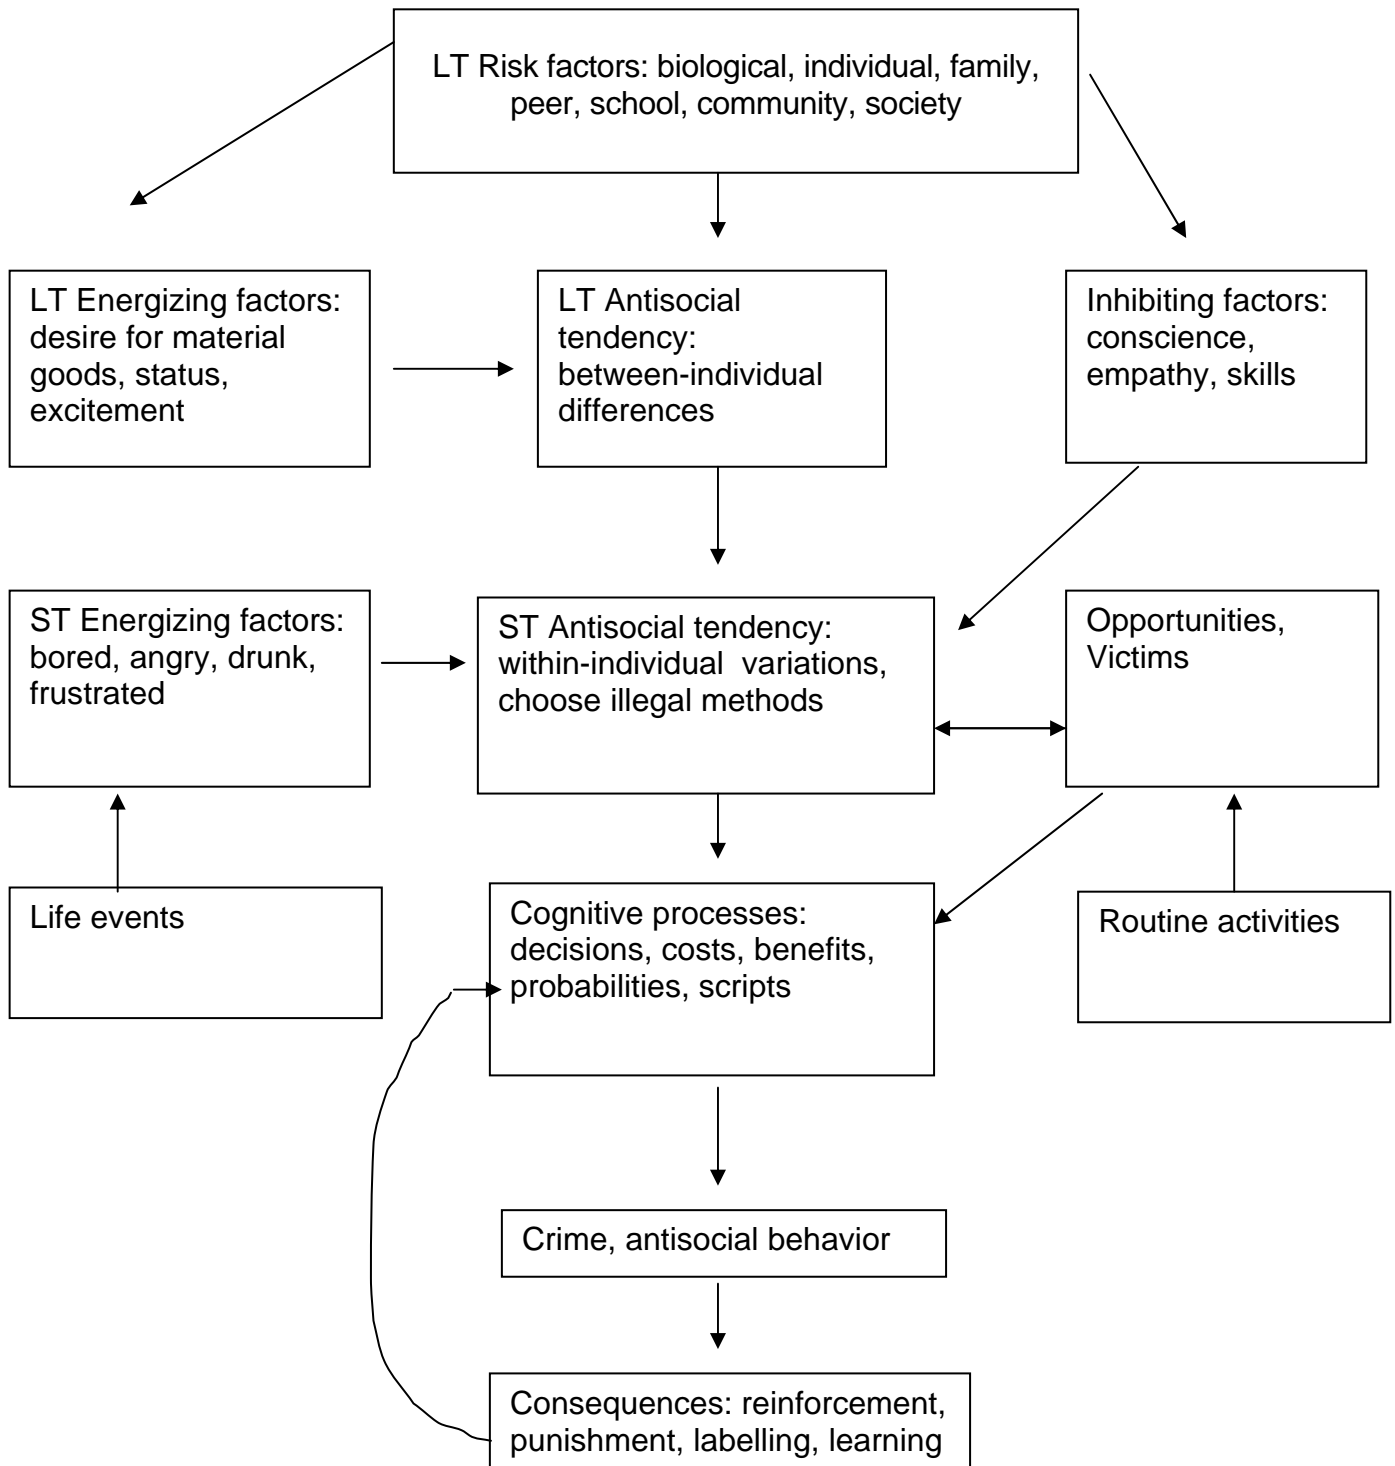 LT Risk factors: biological, individual, family,
peer, school, community, society
LT Energizing factors:
desire for material
goods, status,
excitement
LT Antisocial
tendency:
between-individual
differences
Inhibiting factors:
conscience,
empathy, skills
ST Energizing factors:
bored, angry, drunk,
frustrated
ST Antisocial tendency:
within-individual variations,
choose illegal methods
Opportunities,
Victims
Life events
Cognitive processes:
decisions, costs, benefits,
probabilities, scripts
Routine activities
Crime, antisocial behavior
Consequences: reinforcement,
punishment, labelling, learning